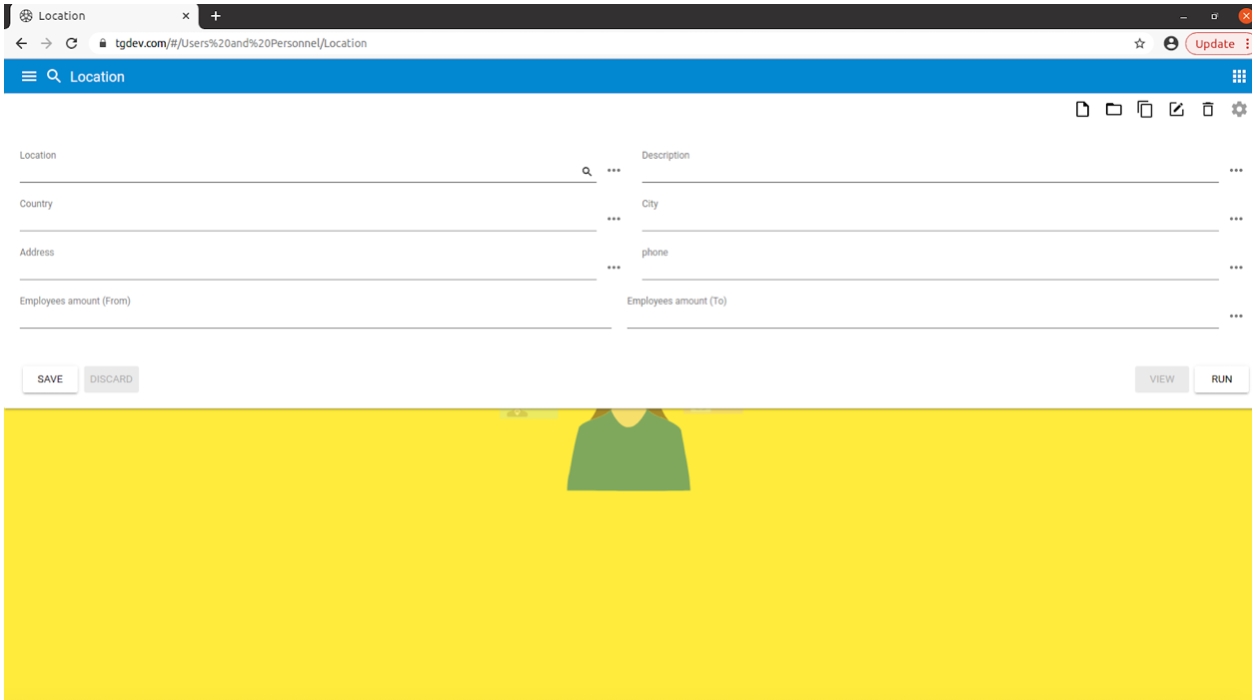 Location
tgdev.com/#/Users%20and%20Personnel/Location
Update
Location
Location
Description
Country
City
Address
phone
Employees amount (From)
Employees amount (To)
SAVE DISCARD VIEW RUN